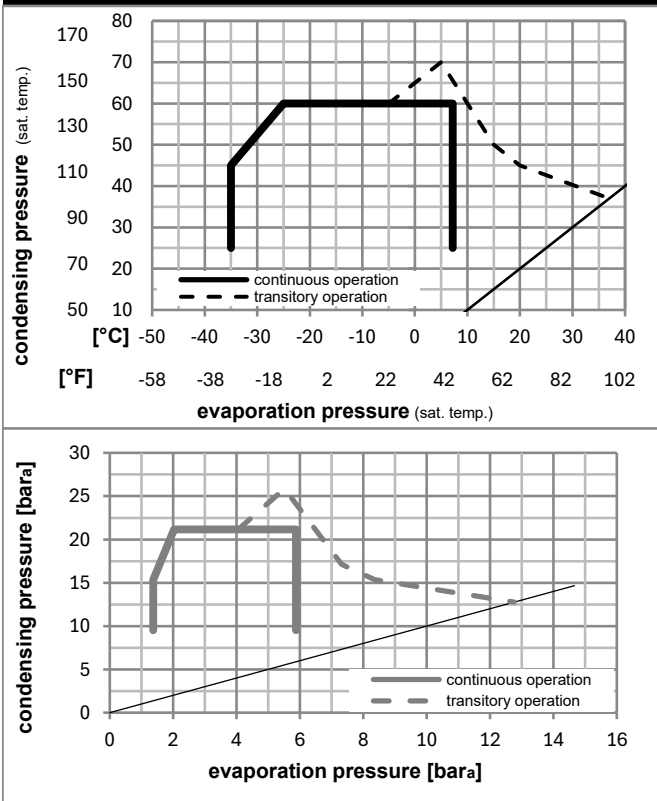 condensing pressure (sat. temp.)
170 80
150 70
130 60
110 50
90 40
70 30
50 20
10
continuous operation
transitory operation
[°C] -50 -40 -30 -20 -10 0 10 20 30 40
[°F] -58 -38 -18 2 22 42 62 82 102
evaporation pressure (sat. temp.)
condensing pressure [bara]
30
25
20
15
10
5
0
continuous operation
transitory operation
0 2 4 6 8 10 12 14 16
evaporation pressure [bara]